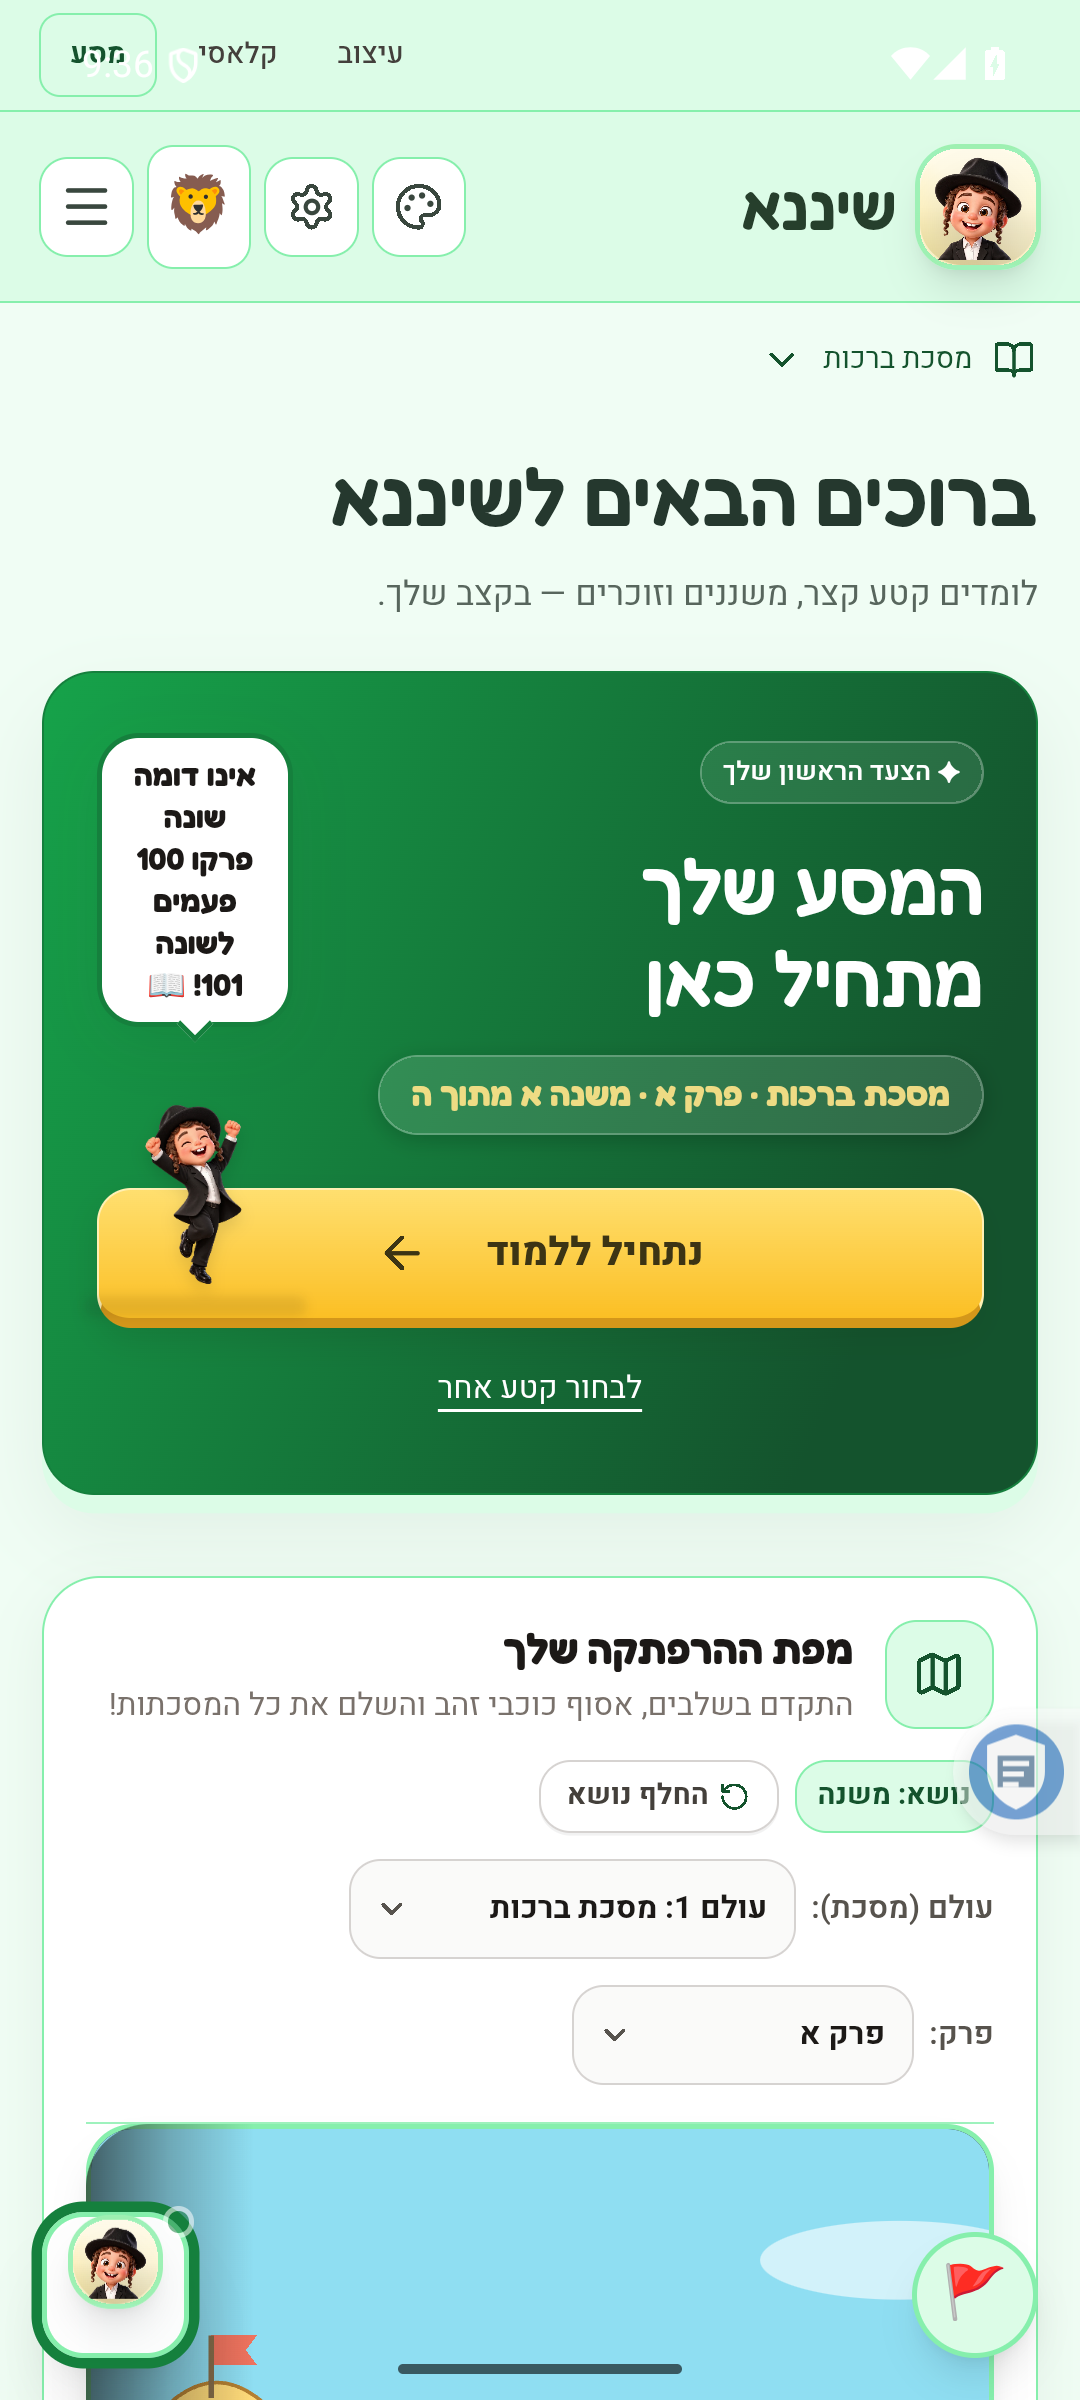 עיצוב
קלאסי
מסע
9:36
שיננא
מסכת ברכות
ברוכים הבאים לשיננא
לומדים קטע קצר, משננים וזוכרים — בקצב שלך.
הצעד הראשון שלך
המסע שלך
מתחיל כאן
מסכת ברכות · פרק א · משנה א מתוך ה
אינו דומה
שונה
פרקו 100
פעמים
לשונה
101!
נתחיל ללמוד
לבחור קטע אחר
מפת ההרפתקה שלך
התקדם בשלבים, אסוף כוכבי זהב והשלם את כל המסכתות!
נושא: משנה
החלף נושא
עולם (מסכת):
עולם 1: מסכת ברכות
פרק:
פרק א